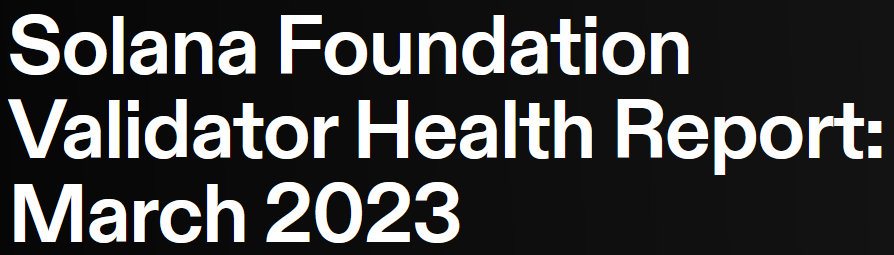 Solana Foundation
Validator Health Report:
March 2023